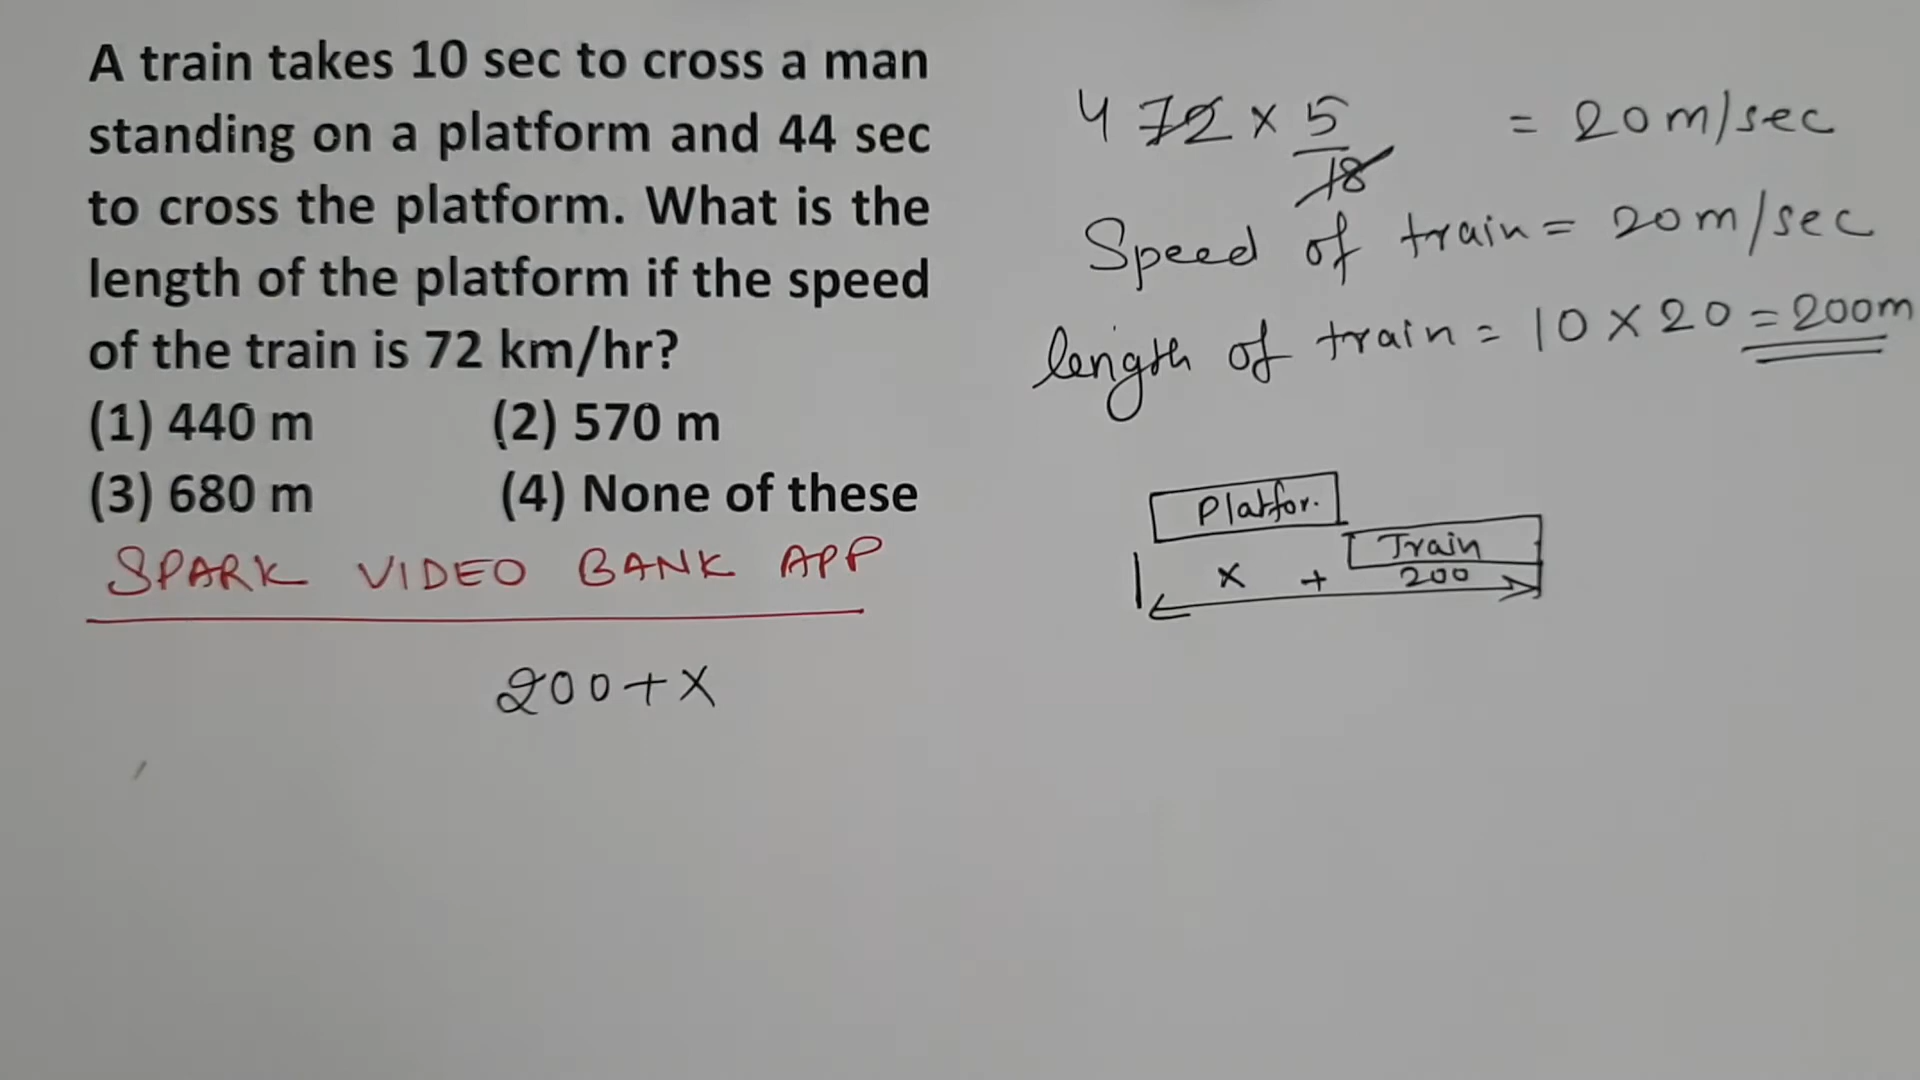 A train takes 10 sec to cross a man
standing on a platform and 44 sec
to cross the platform. What is the
length of the platform if the speed
of the train is 72 km/hr?
(1) 440 m (2) 570 m
(3) 680 m (4) None of these
SPARK VIDEO BANK APP
200+x
4 72 x 5/18 = 20 m/sec
Speed of train = 20 m/sec
length of train = 10 x 20 = 200m
Platfor.
Train
x + 200